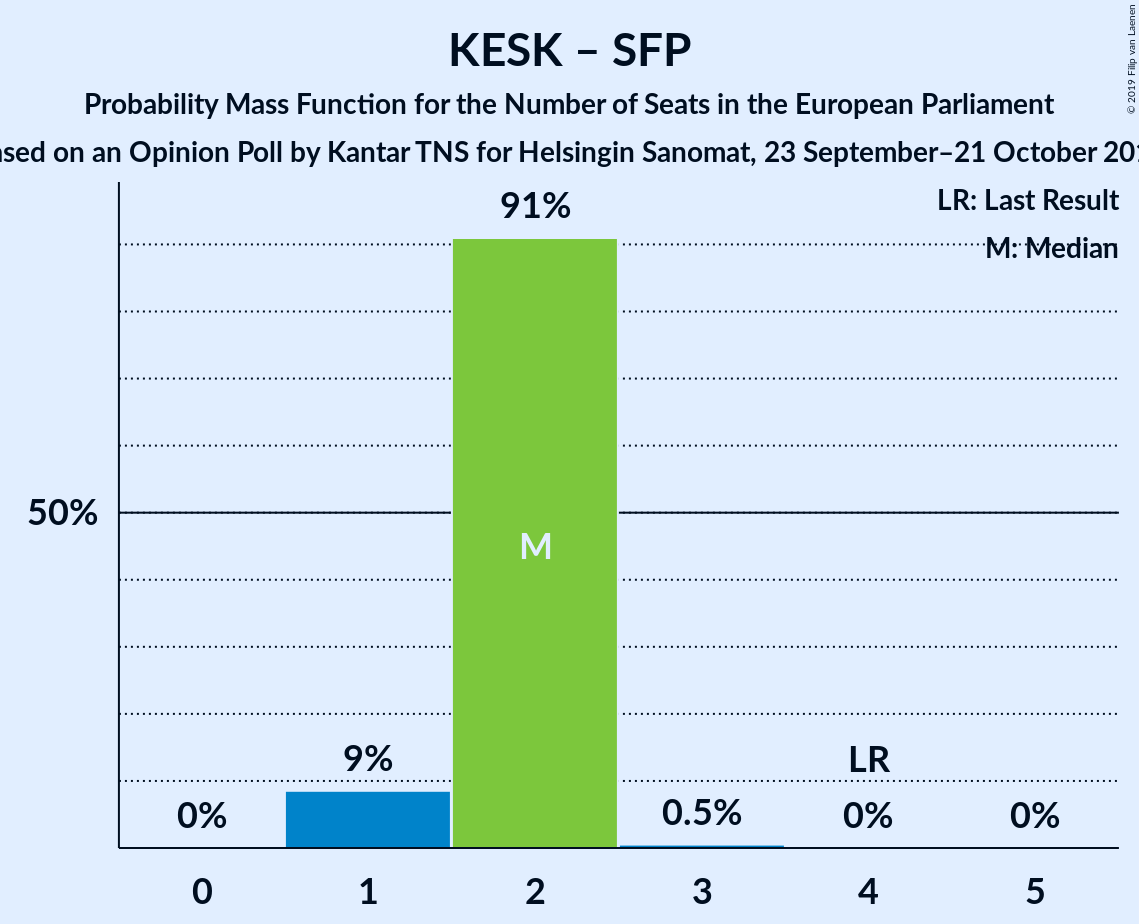 KESK – SFP
Probability Mass Function for the Number of Seats in the European Parliament
on an Opinion Poll by Kantar TNS for Helsingin Sanomat, 23 September–21 October
© 2019 Filip van Laenen
LR: Last Result
M: Median
91%
50%
M
9%
LR
0%
0.5%
0%
0%
0 1 2 3 4 5